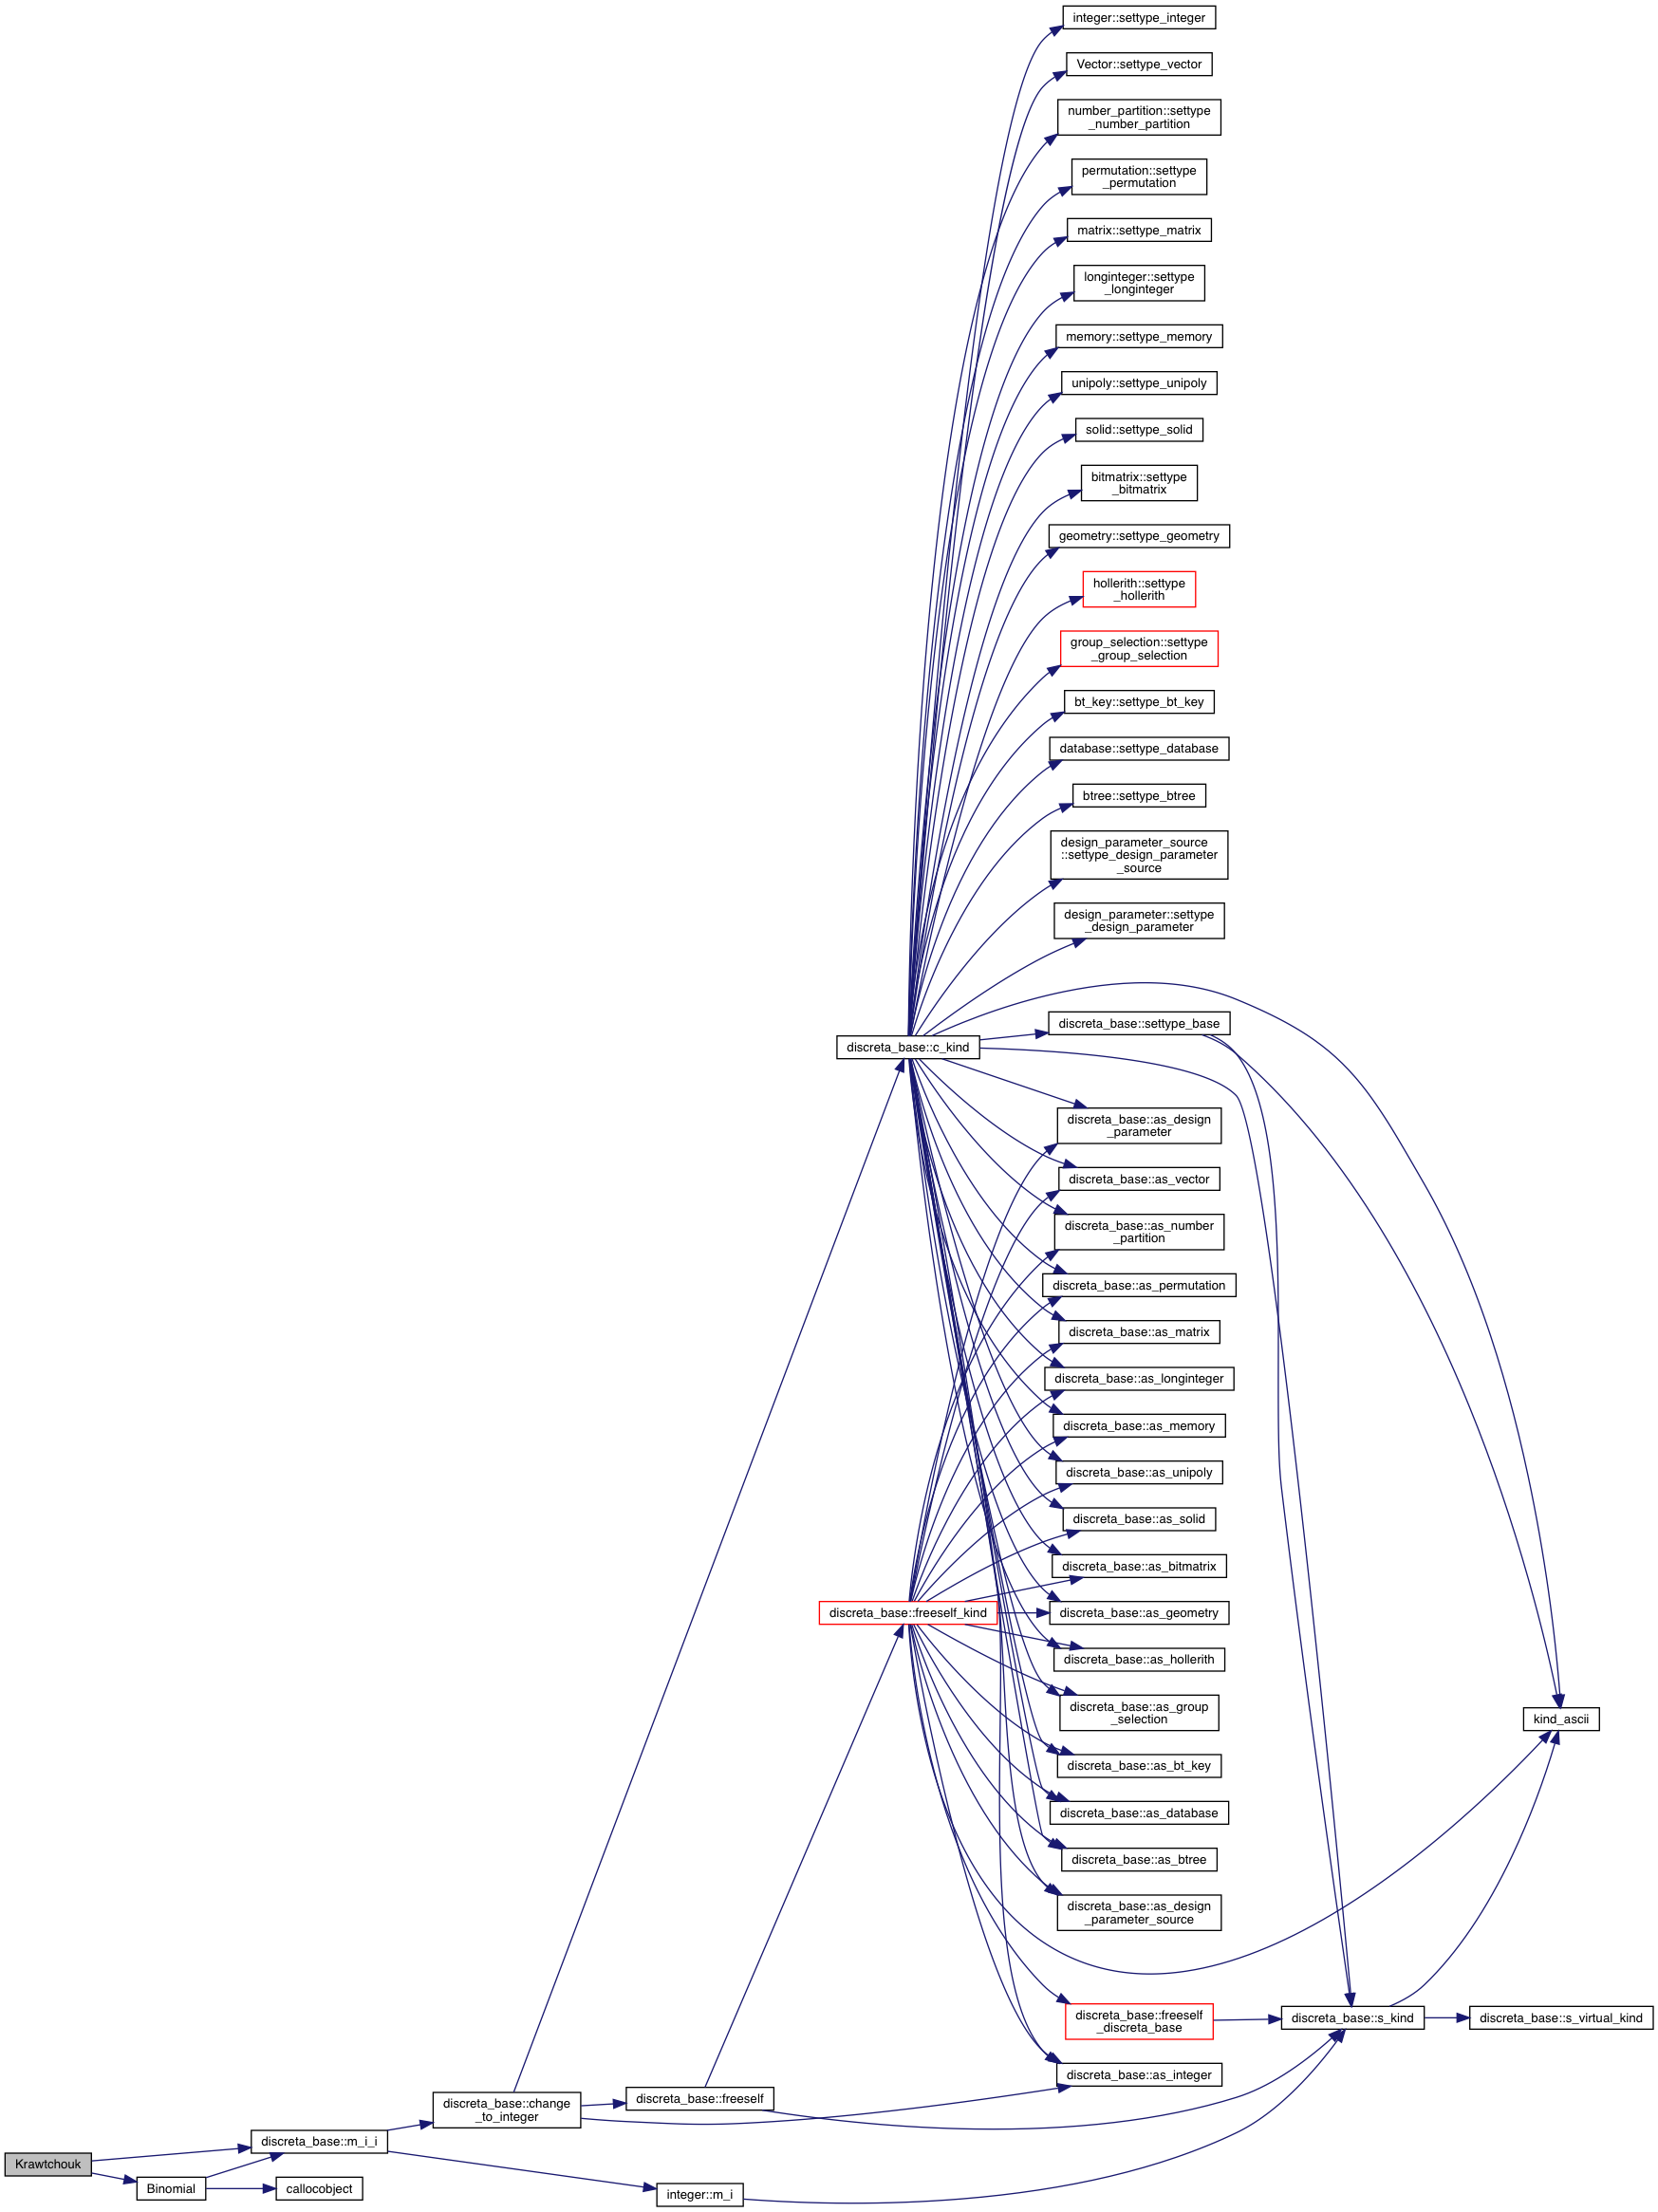 integer::settype_integer
Vector::settype_vector
number_partition::settype
_number_partition
permutation::settype
_permutation
matrix::settype_matrix
longinteger::settype
_longinteger
memory::settype_memory
unipoly::settype_unipoly
solid::settype_solid
bitmatrix::settype
_bitmatrix
geometry::settype_geometry
hollerith::settype
_hollerith
group_selection::settype
_group_selection
bt_key::settype_bt_key
database::settype_database
btree::settype_btree
design_parameter_source
::settype_design_parameter
_source
design_parameter::settype
_design_parameter
discreta_base::settype_base
discreta_base::c_kind
discreta_base::as_design
_parameter
discreta_base::as_vector
discreta_base::as_number
_partition
discreta_base::as_permutation
discreta_base::as_matrix
discreta_base::as_longinteger
discreta_base::as_memory
discreta_base::as_unipoly
discreta_base::as_solid
discreta_base::as_bitmatrix
discreta_base::freeself_kind
discreta_base::as_geometry
discreta_base::as_hollerith
discreta_base::as_group
_selection
kind_ascii
discreta_base::as_bt_key
discreta_base::as_database
discreta_base::as_btree
discreta_base::as_design
_parameter_source
discreta_base::freeself
_discreta_base
discreta_base::s_kind
discreta_base::s_virtual_kind
discreta_base::as_integer
discreta_base::change
_to_integer
discreta_base::freeself
discreta_base::m_i_i
Krawtchouk
Binomial
callocobject
integer::m_i